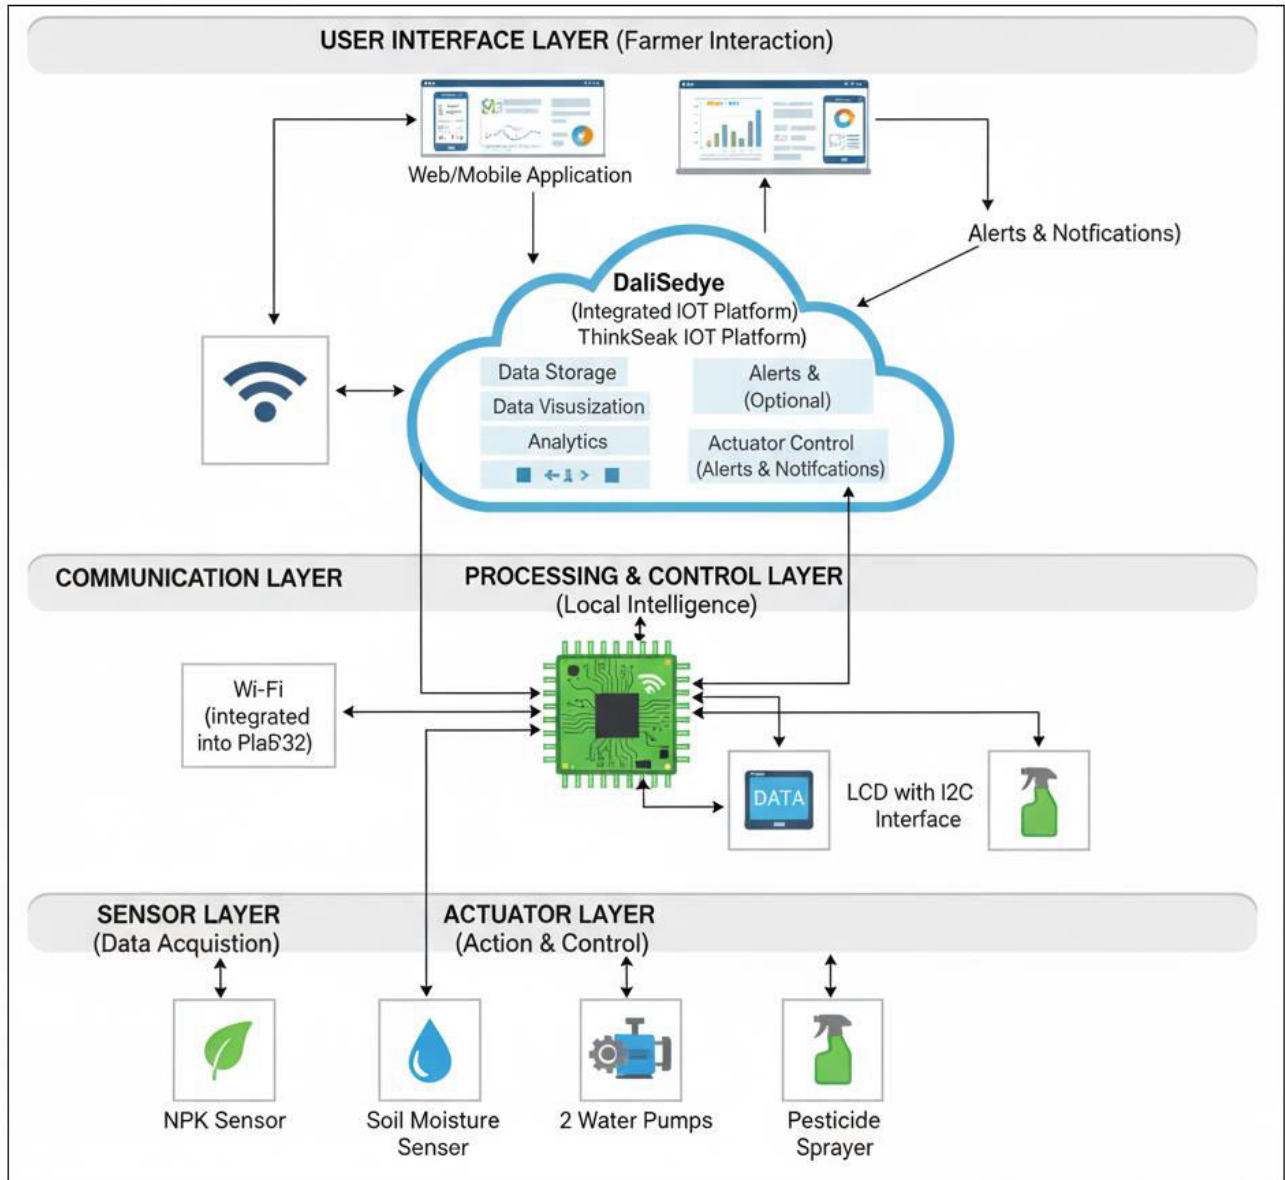 USER INTERFACE LAYER (Farmer Interaction)
Web/Mobile Application
Alerts & Notfications)
DaliSedye
(Integrated IOT Platform)
ThinkSeak IOT Platform)
Data Storage
Data Visusization
Analytics
Alerts &
(Optional)
Actuator Control
(Alerts & Notifcations)
COMMUNICATION LAYER
PROCESSING & CONTROL LAYER
(Local Intelligence)
Wi-Fi
(integrated
into Plaб'32)
DATA
LCD with I2C
Interface
SENSOR LAYER
(Data Acquistion)
ACTUATOR LAYER
(Action & Control)
NPK Sensor
Soil Moisture
Senser
2 Water Pumps
Pesticide
Sprayer